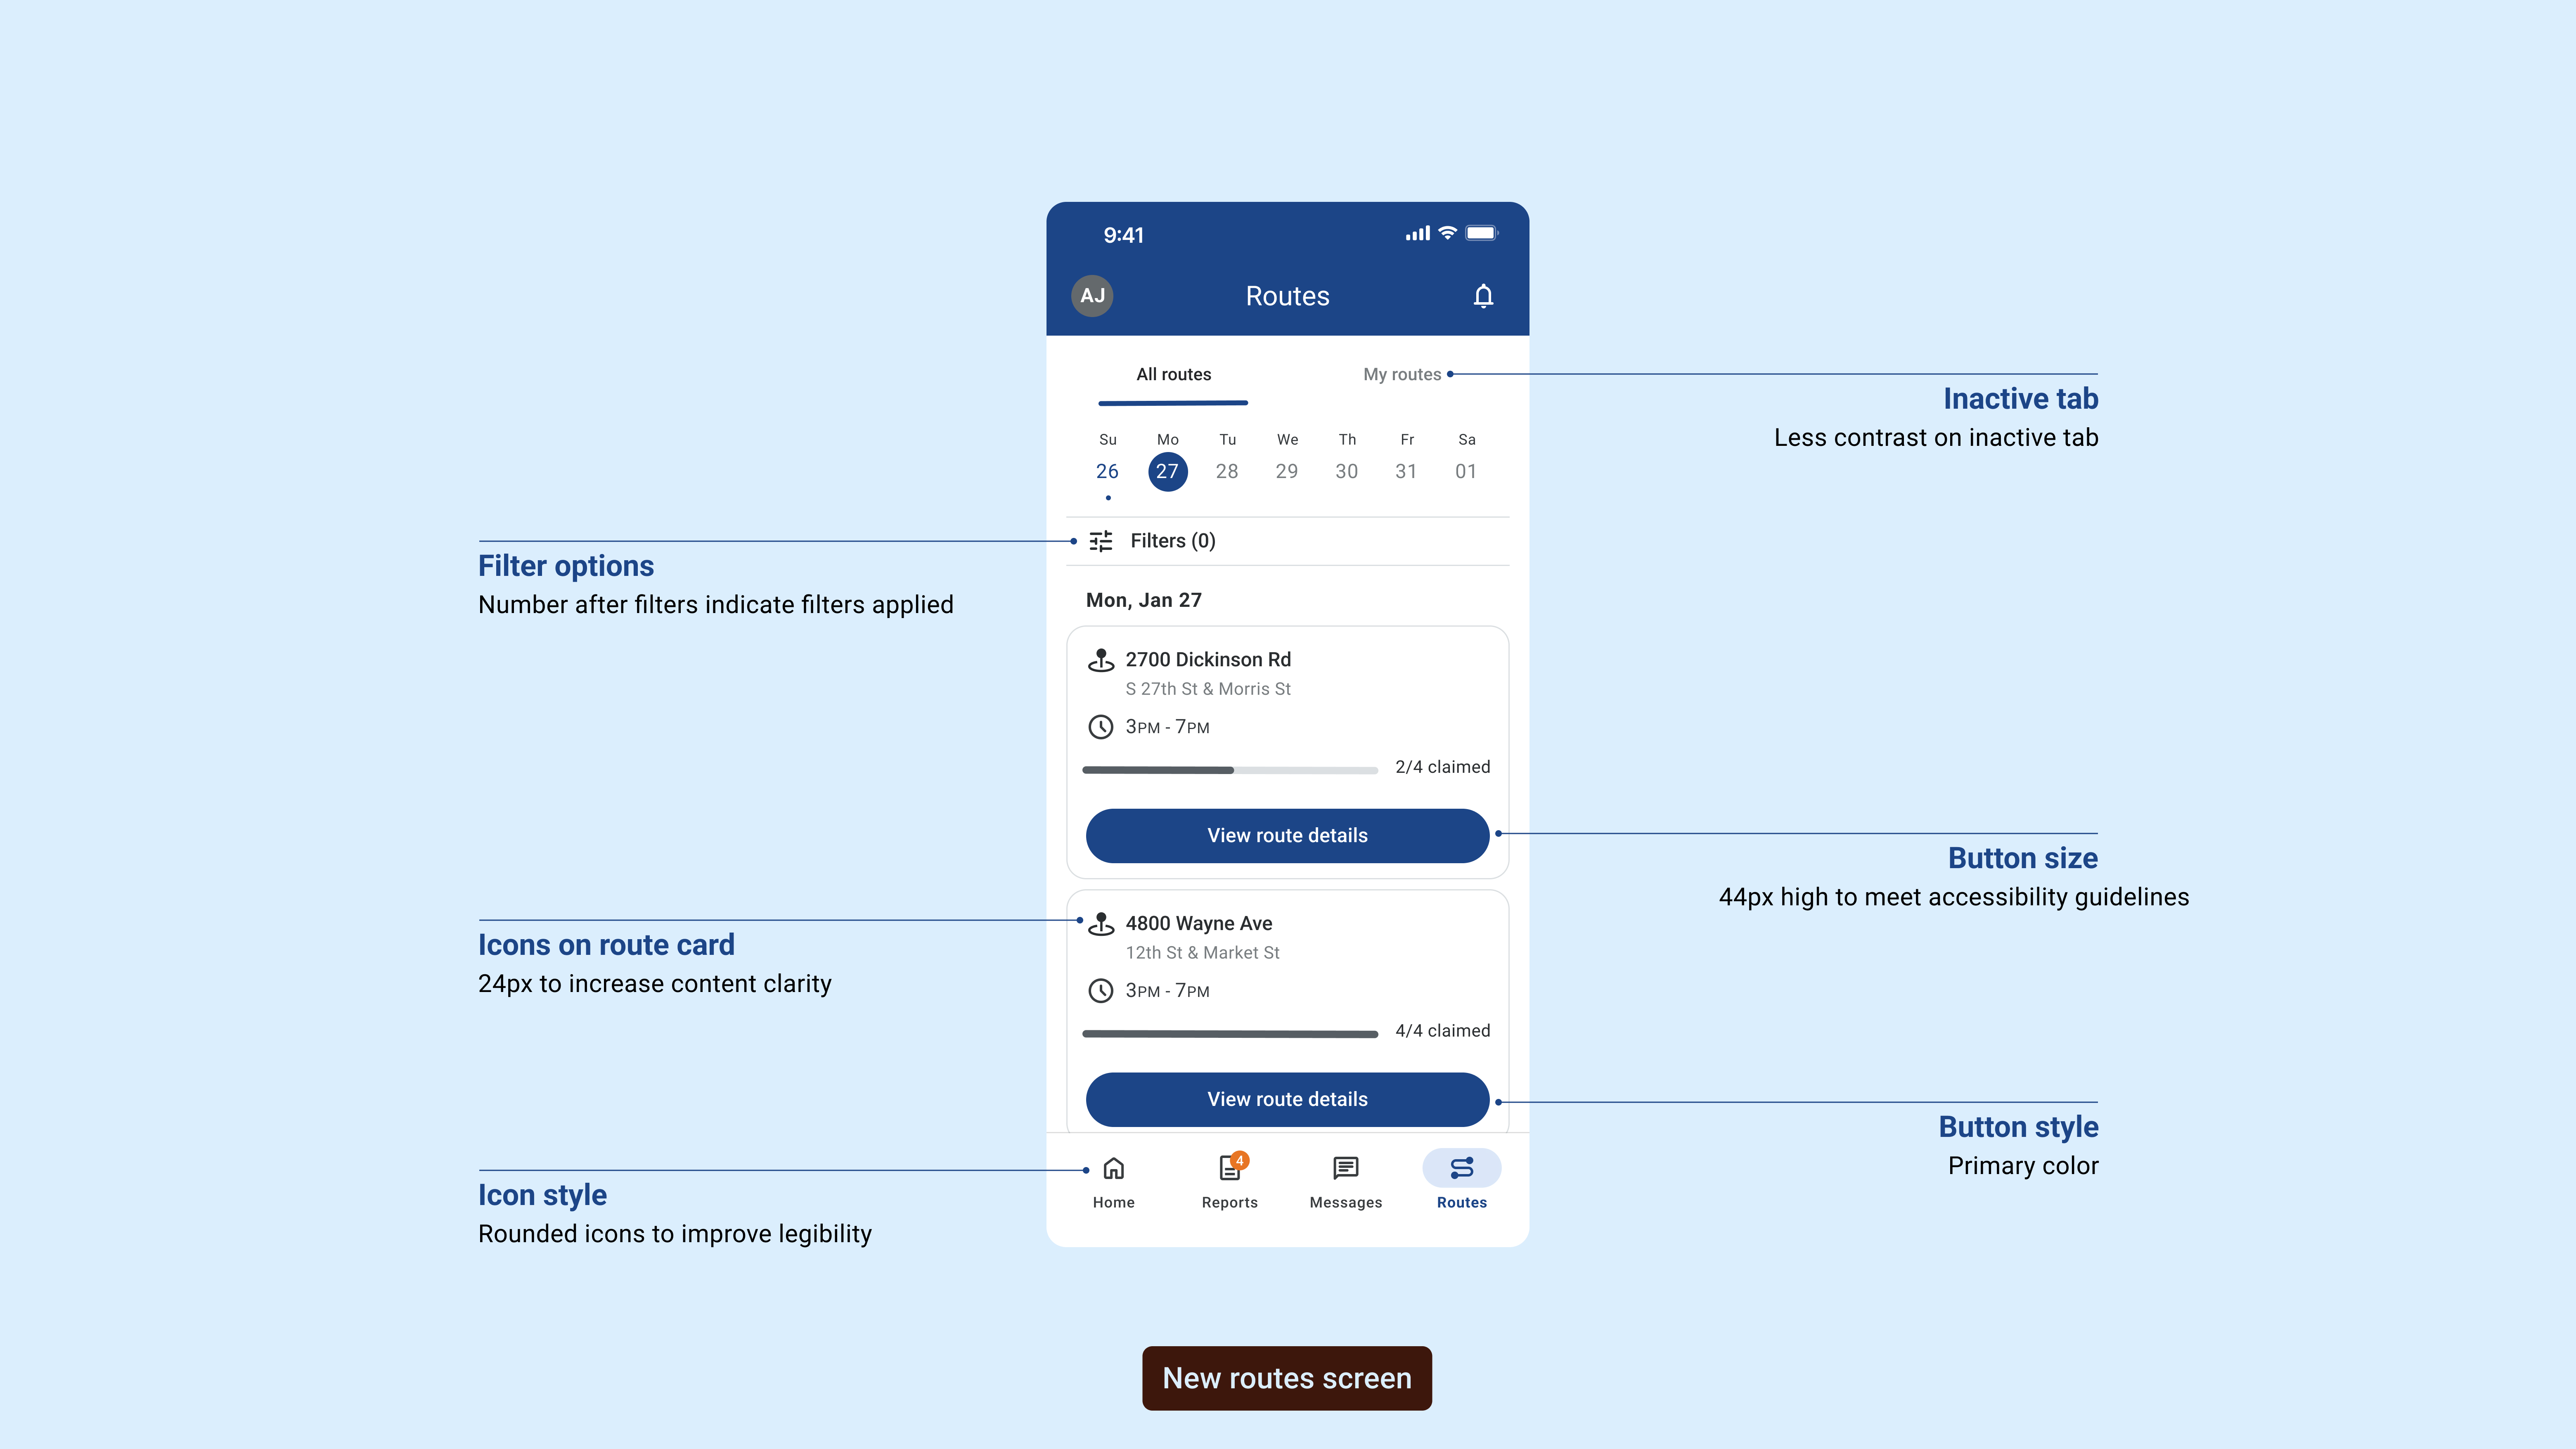 9:41
AJ
Routes
All routes
My routes
Inactive tab
Less contrast on inactive tab
Su Mo Tu We Th Fr Sa
26 27 28 29 30 31 01
Filters (0)
Filter options
Number after filters indicate filters applied
Mon, Jan 27
2700 Dickinson Rd
S 27th St & Morris St
3PM - 7PM
2/4 claimed
View route details
Button size
44px high to meet accessibility guidelines
4800 Wayne Ave
12th St & Market St
Icons on route card
24px to increase content clarity
3PM - 7PM
4/4 claimed
View route details
Button style
Primary color
4
Home Reports Messages Routes
Icon style
Rounded icons to improve legibility
New routes screen